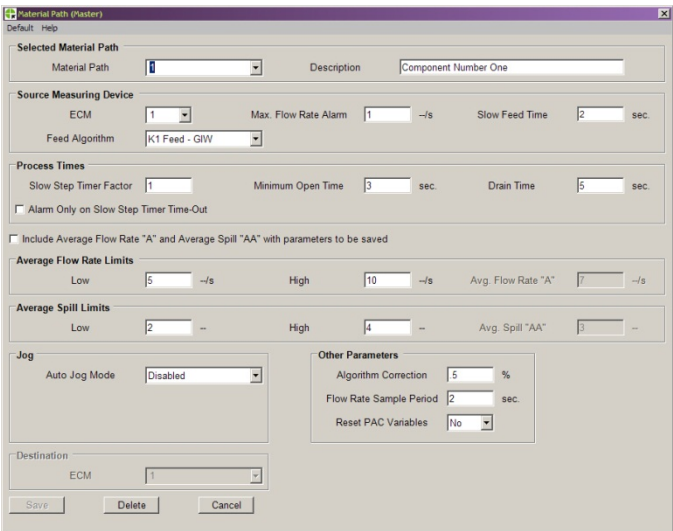 Material Path (Master)
Default Help
Selected Material Path
Material Path 1 Description Component Number One
Source Measuring Device
ECM 1 Max. Flow Rate Alarm 1 --/s Slow Feed Time 2 sec.
Feed Algorithm K1 Feed - GIW
Process Times
Slow Step Timer Factor 1 Minimum Open Time 3 sec. Drain Time 5 sec.
Alarm Only on Slow Step Timer Time-Out
Include Average Flow Rate "A" and Average Spill "AA" with parameters to be saved
Average Flow Rate Limits
Low 5 --/s High 10 --/s Avg. Flow Rate "A" 7 --/s
Average Spill Limits
Low 2 -- High 4 -- Avg. Spill "AA" 3 --
Jog
Auto Jog Mode Disabled
Other Parameters
Algorithm Correction .5 %
Flow Rate Sample Period 2 sec.
Reset PAC Variables No
Destination
ECM 1
Save Delete Cancel